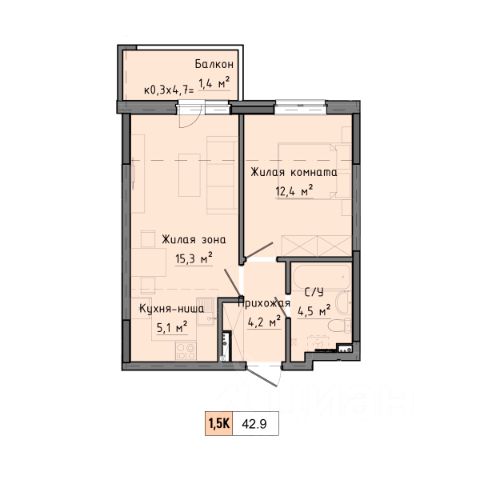 Балкон
к0,3х4,7= 1,4 м²
Жилая комната
12,4 м²
Жилая зона
15,3 м²
Кухня-ниша
5,1 м²
Прихожая
4,2 м²
С/У
4,5 м²
1,5К 42.9
циан